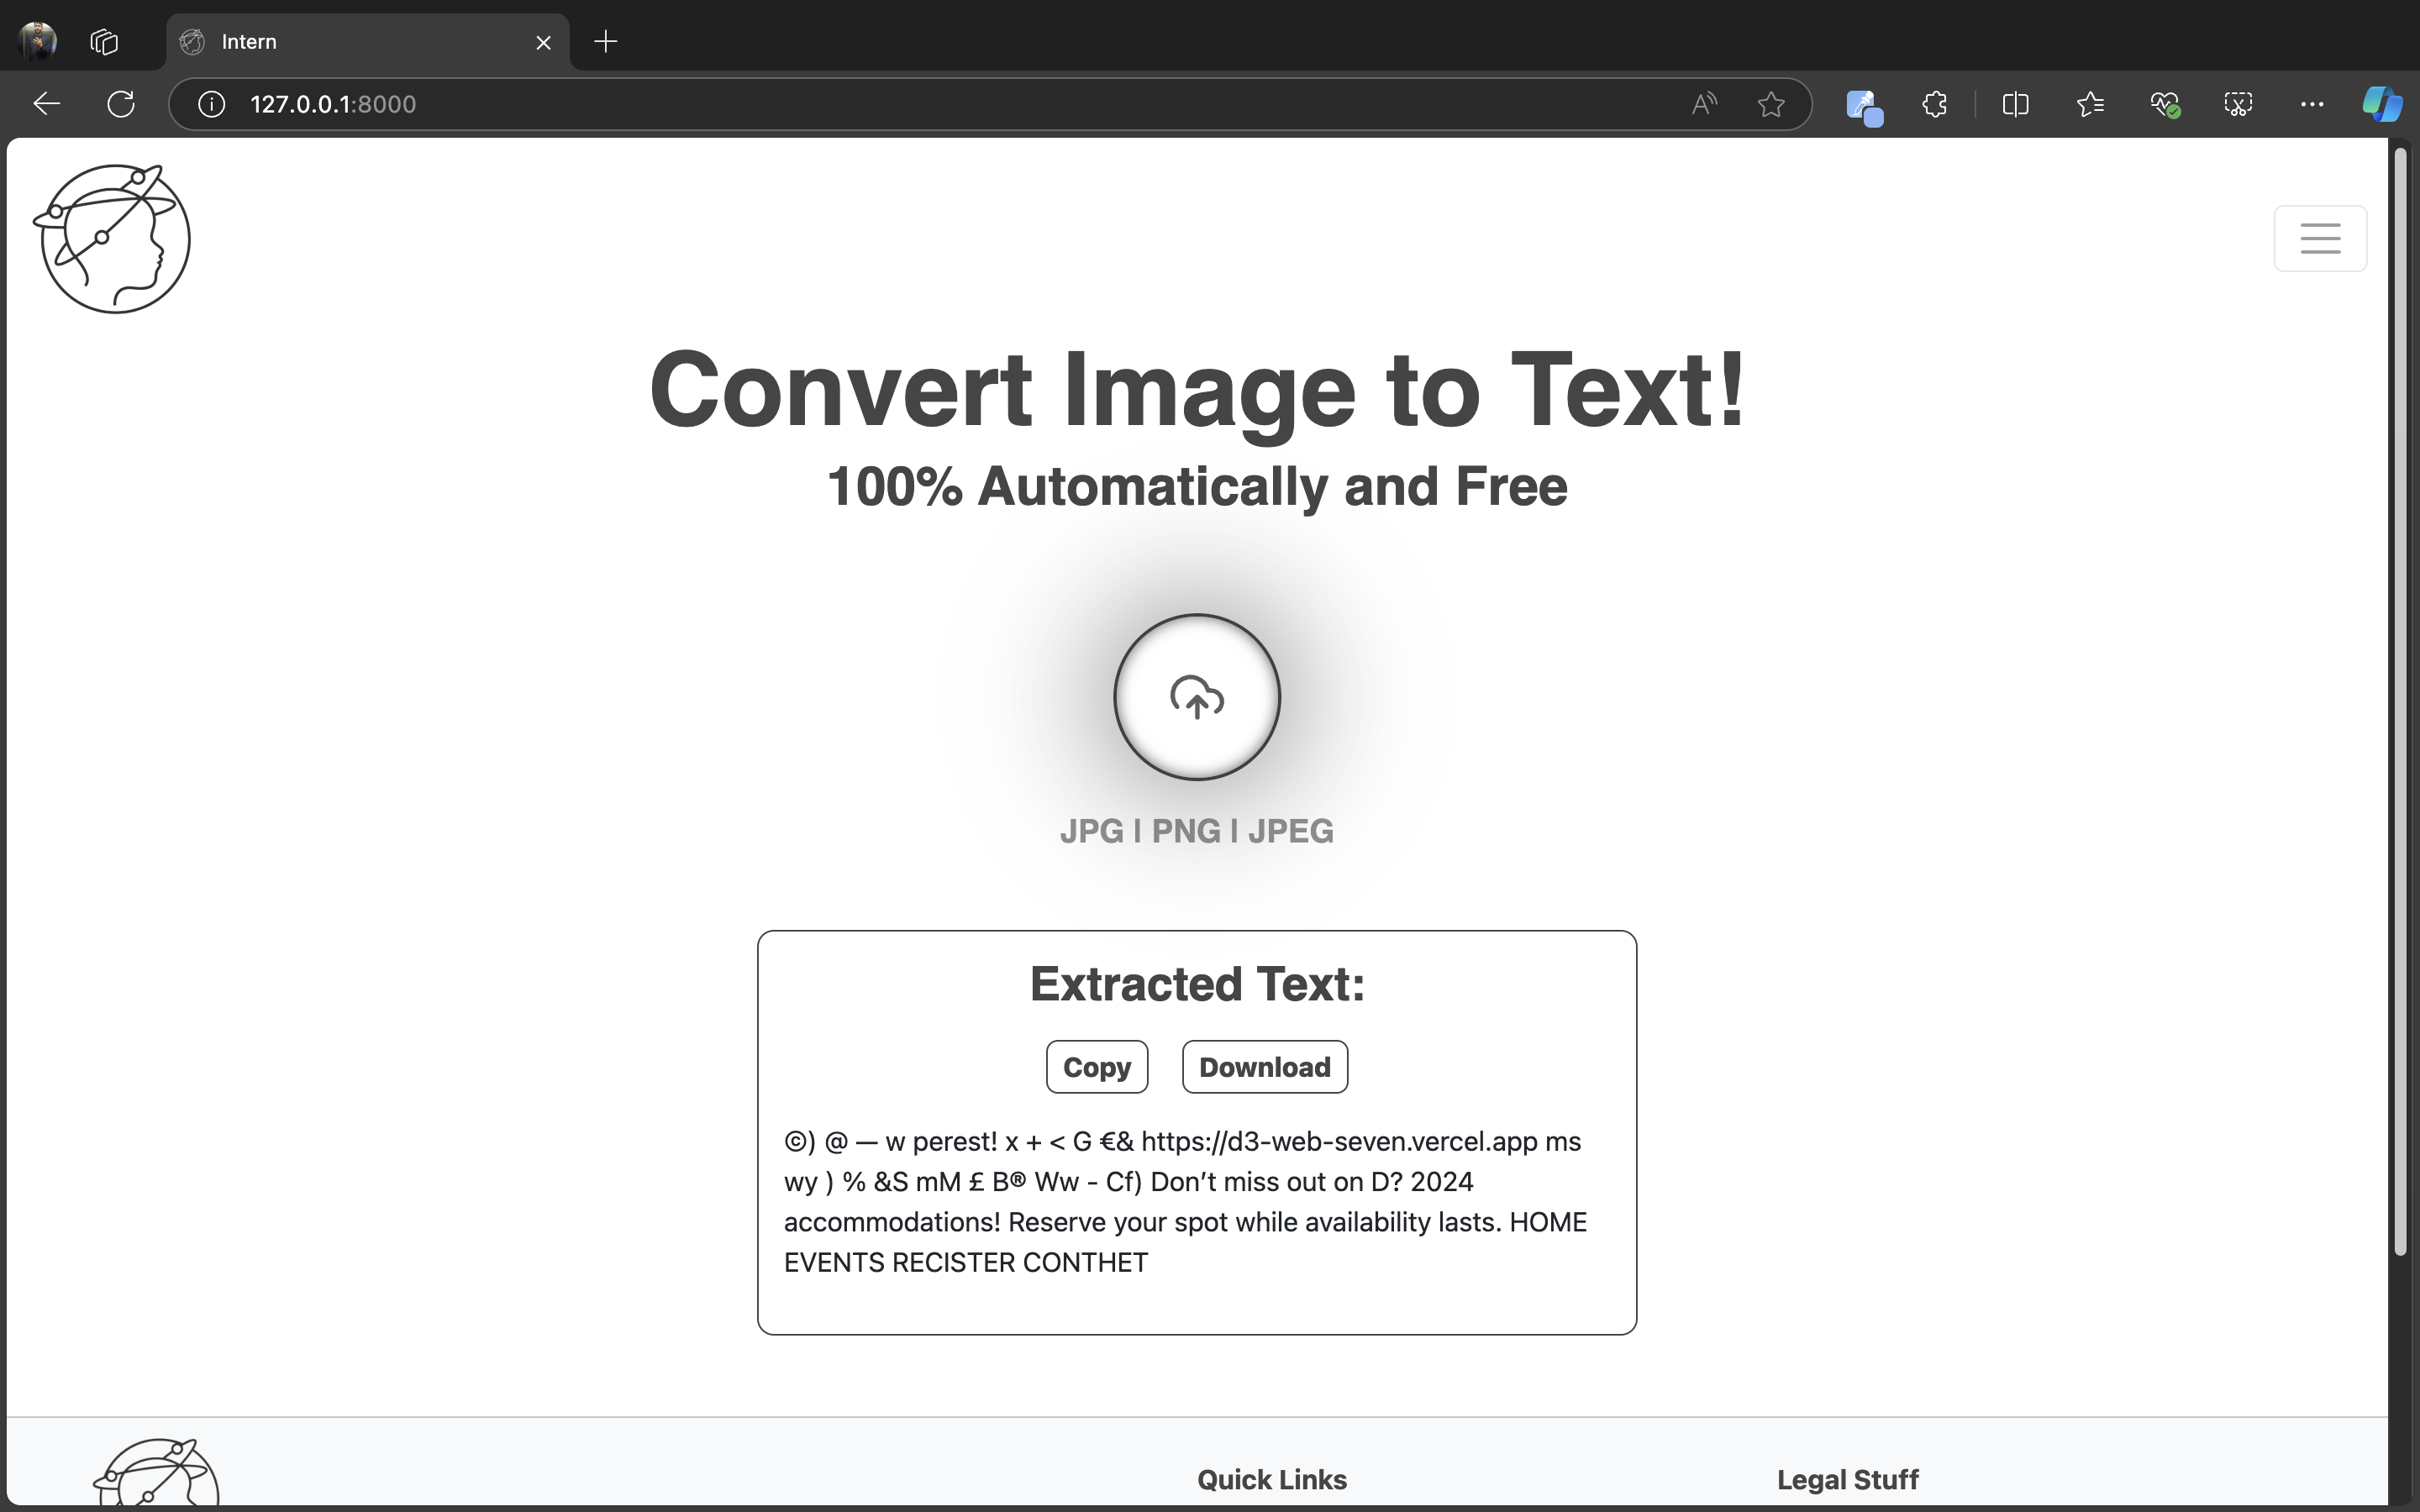 Intern
127.0.0.1:8000
Convert Image to Text!
100% Automatically and Free
JPG | PNG | JPEG
Extracted Text:
Copy Download
©) @ — w perest! x + < G €& https://d3-web-seven.vercel.app ms
wy ) % &S mM £ B® Ww - Cf) Don’t miss out on D? 2024
accommodations! Reserve your spot while availability lasts. HOME
EVENTS RECISTER CONTHET
Quick Links Legal Stuff